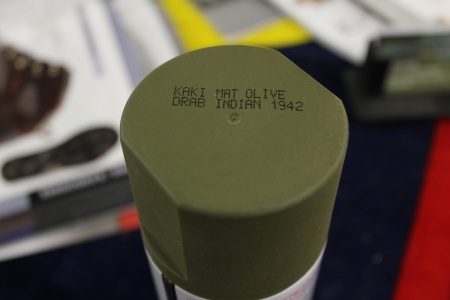 KAKI MAT OLIVE
DRAB INDIAN 1942